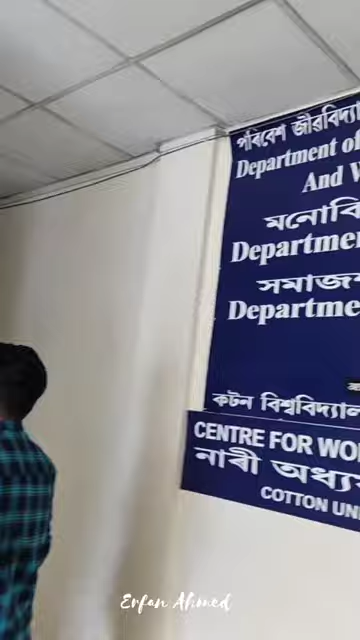 পৰিবেশ জীৱবিদ্যা
Department of
And
মনোবি
Departme
সমাজ
Departme
কটন বিশ্ববিদ্যাল
CENTRE FOR WO
নাৰী অধ্য
COTTON UN
Erfan Ahmed